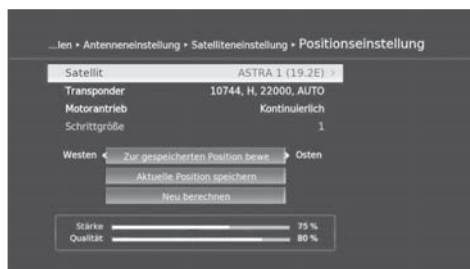 ...len ▸ Antenneneinstellung ▸ Satelliteneinstellung ▸ Positionseinstellung
Satellit ASTRA 1 (19.2E)
Transponder 10744, H, 22000, AUTO
Motorantrieb Kontinuierlich
Schrittgröße 1
Westen Zur gespeicherten Position bewe Osten
Aktuelle Position speichern
Neu berechnen
Stärke 75 %
Qualität 80 %